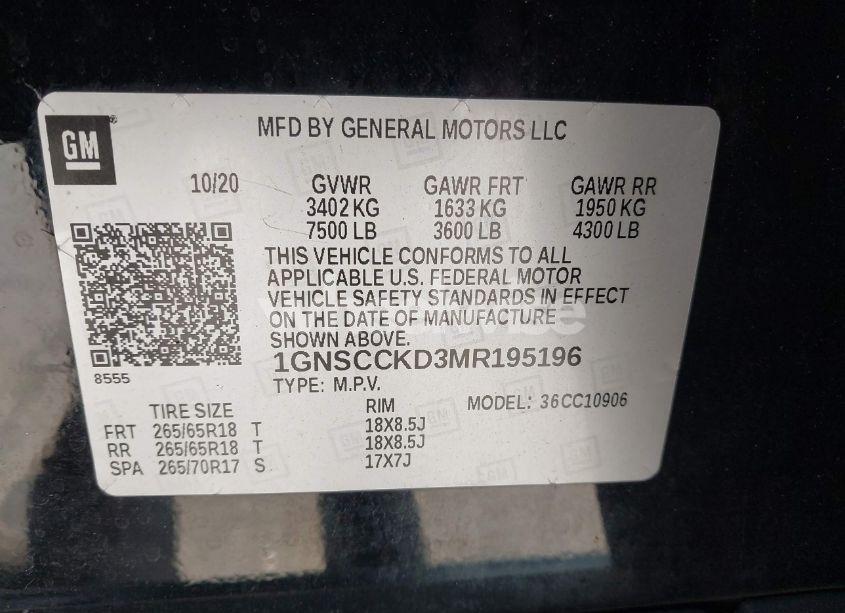 GM
MFD BY GENERAL MOTORS LLC
10/20 GVWR GAWR FRT GAWR RR
3402 KG 1633 KG 1950 KG
7500 LB 3600 LB 4300 LB
THIS VEHICLE CONFORMS TO ALL
APPLICABLE U.S. FEDERAL MOTOR
VEHICLE SAFETY STANDARDS IN EFFECT
ON THE DATE OF MANUFACTURE
SHOWN ABOVE.
1GNSCCKD3MR195196
8555
TYPE: M.P.V.
TIRE SIZE RIM MODEL: 36CC10906
FRT 265/65R18 T 18X8.5J
RR 265/65R18 T 18X8.5J
SPA 265/70R17 S 17X7J